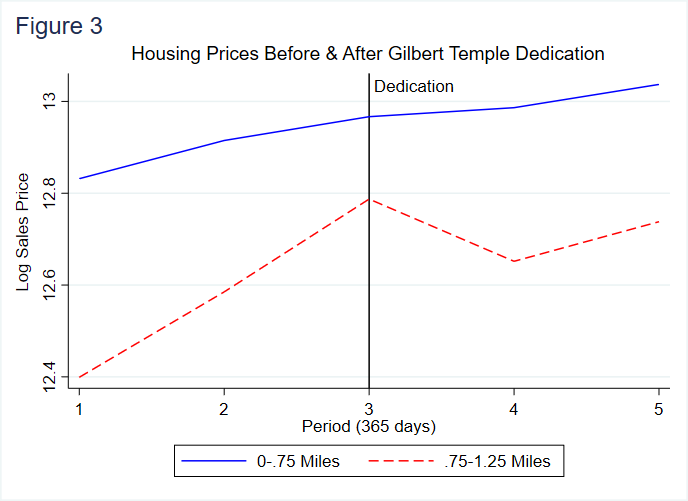 Figure 3
Housing Prices Before & After Gilbert Temple Dedication
Dedication
Log Sales Price
13
12.8
12.6
12.4
1 2 3 4 5
Period (365 days)
0-.75 Miles .75-1.25 Miles